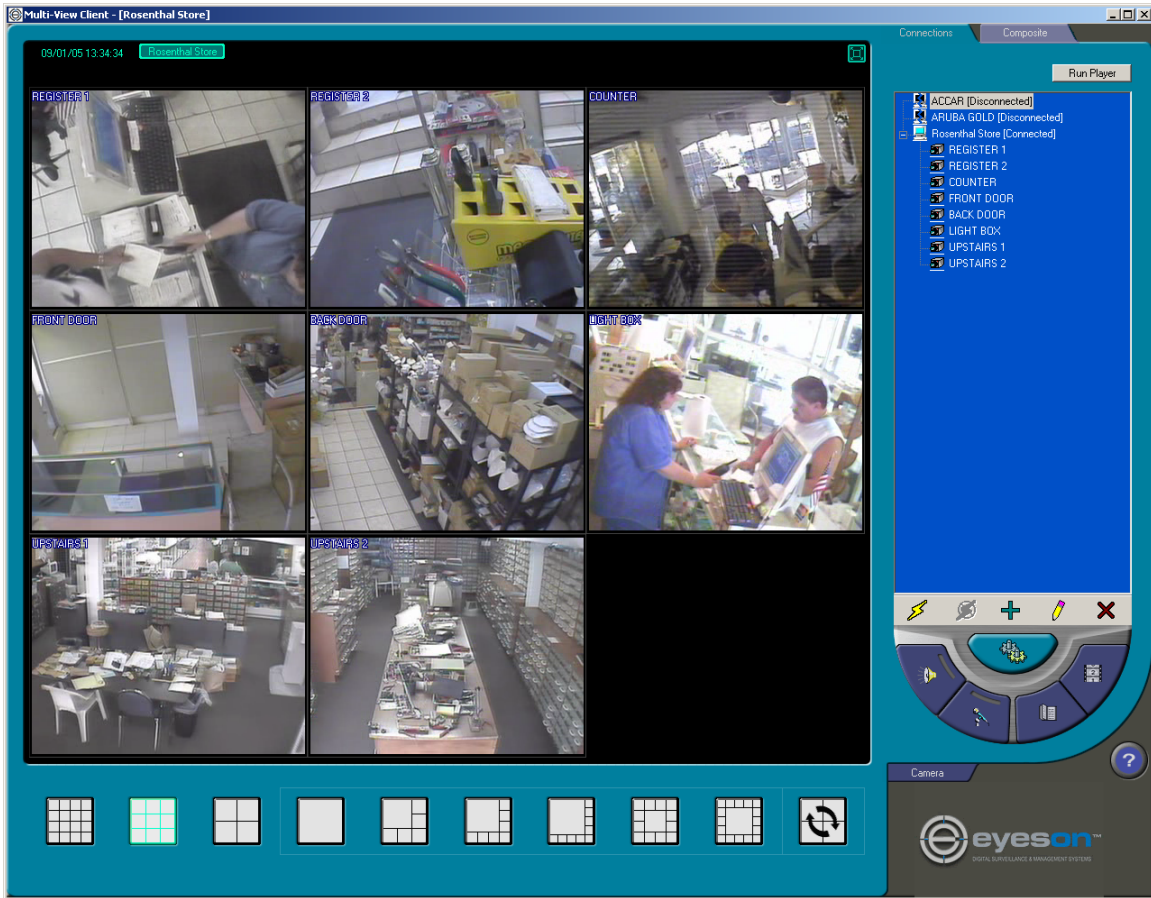 Multi-View Client - [Rosenthal Store]
Connections
Composite
09/01/05 13:34:34
Rosenthal Store
Run Player
REGISTER 1
REGISTER 2
COUNTER
FRONT DOOR
BACK DOOR
LIGHT BOX
UPSTAIRS 1
UPSTAIRS 2
ACCAR [Disconnected]
ARUBA GOLD [Disconnected]
Rosenthal Store [Connected]
REGISTER 1
REGISTER 2
COUNTER
FRONT DOOR
BACK DOOR
LIGHT BOX
UPSTAIRS 1
UPSTAIRS 2
?
Camera
eyeson™
DIGITAL SURVEILLANCE & MANAGEMENT SYSTEMS